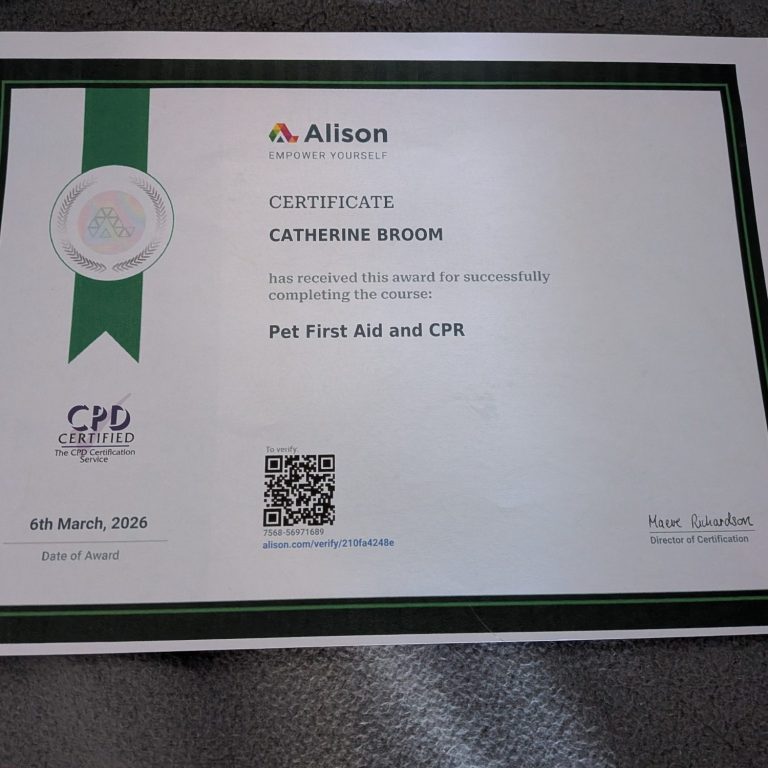 Alison
EMPOWER YOURSELF
CERTIFICATE
CATHERINE BROOM
has received this award for successfully
completing the course:
Pet First Aid and CPR
CPD
CERTIFIED
The CPD Certification
Service
To verify:
7568-56971689
alison.com/verify/210fa4248e
6th March, 2026
Date of Award
Maeve Richardson
Director of Certification